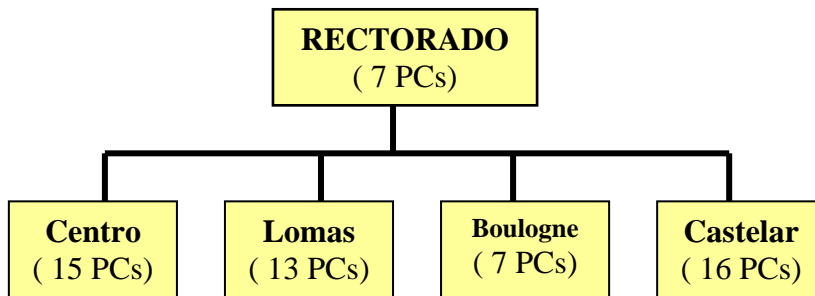 RECTORADO
( 7 PCs)
Centro
( 15 PCs)
Lomas
( 13 PCs)
Boulogne
( 7 PCs)
Castelar
( 16 PCs)